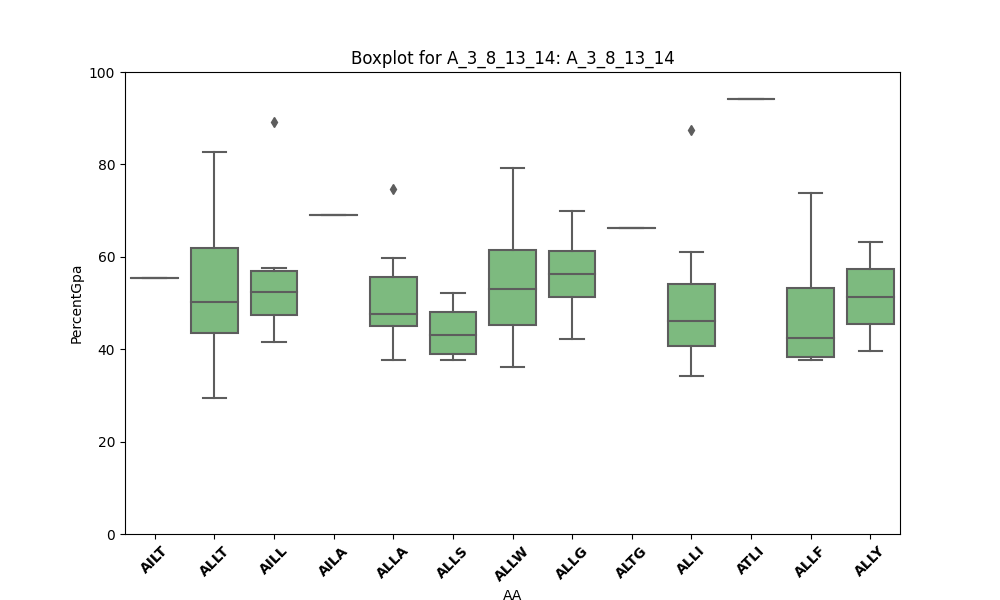 Boxplot for A_3_8_13_14: A_3_8_13_14
100
80
60
40
20
0
PercentGpa
AILT ALLT AILL AILA ALLA ALLS ALLW ALLG ALTG ALLI ATLI ALLF ALLY
AA